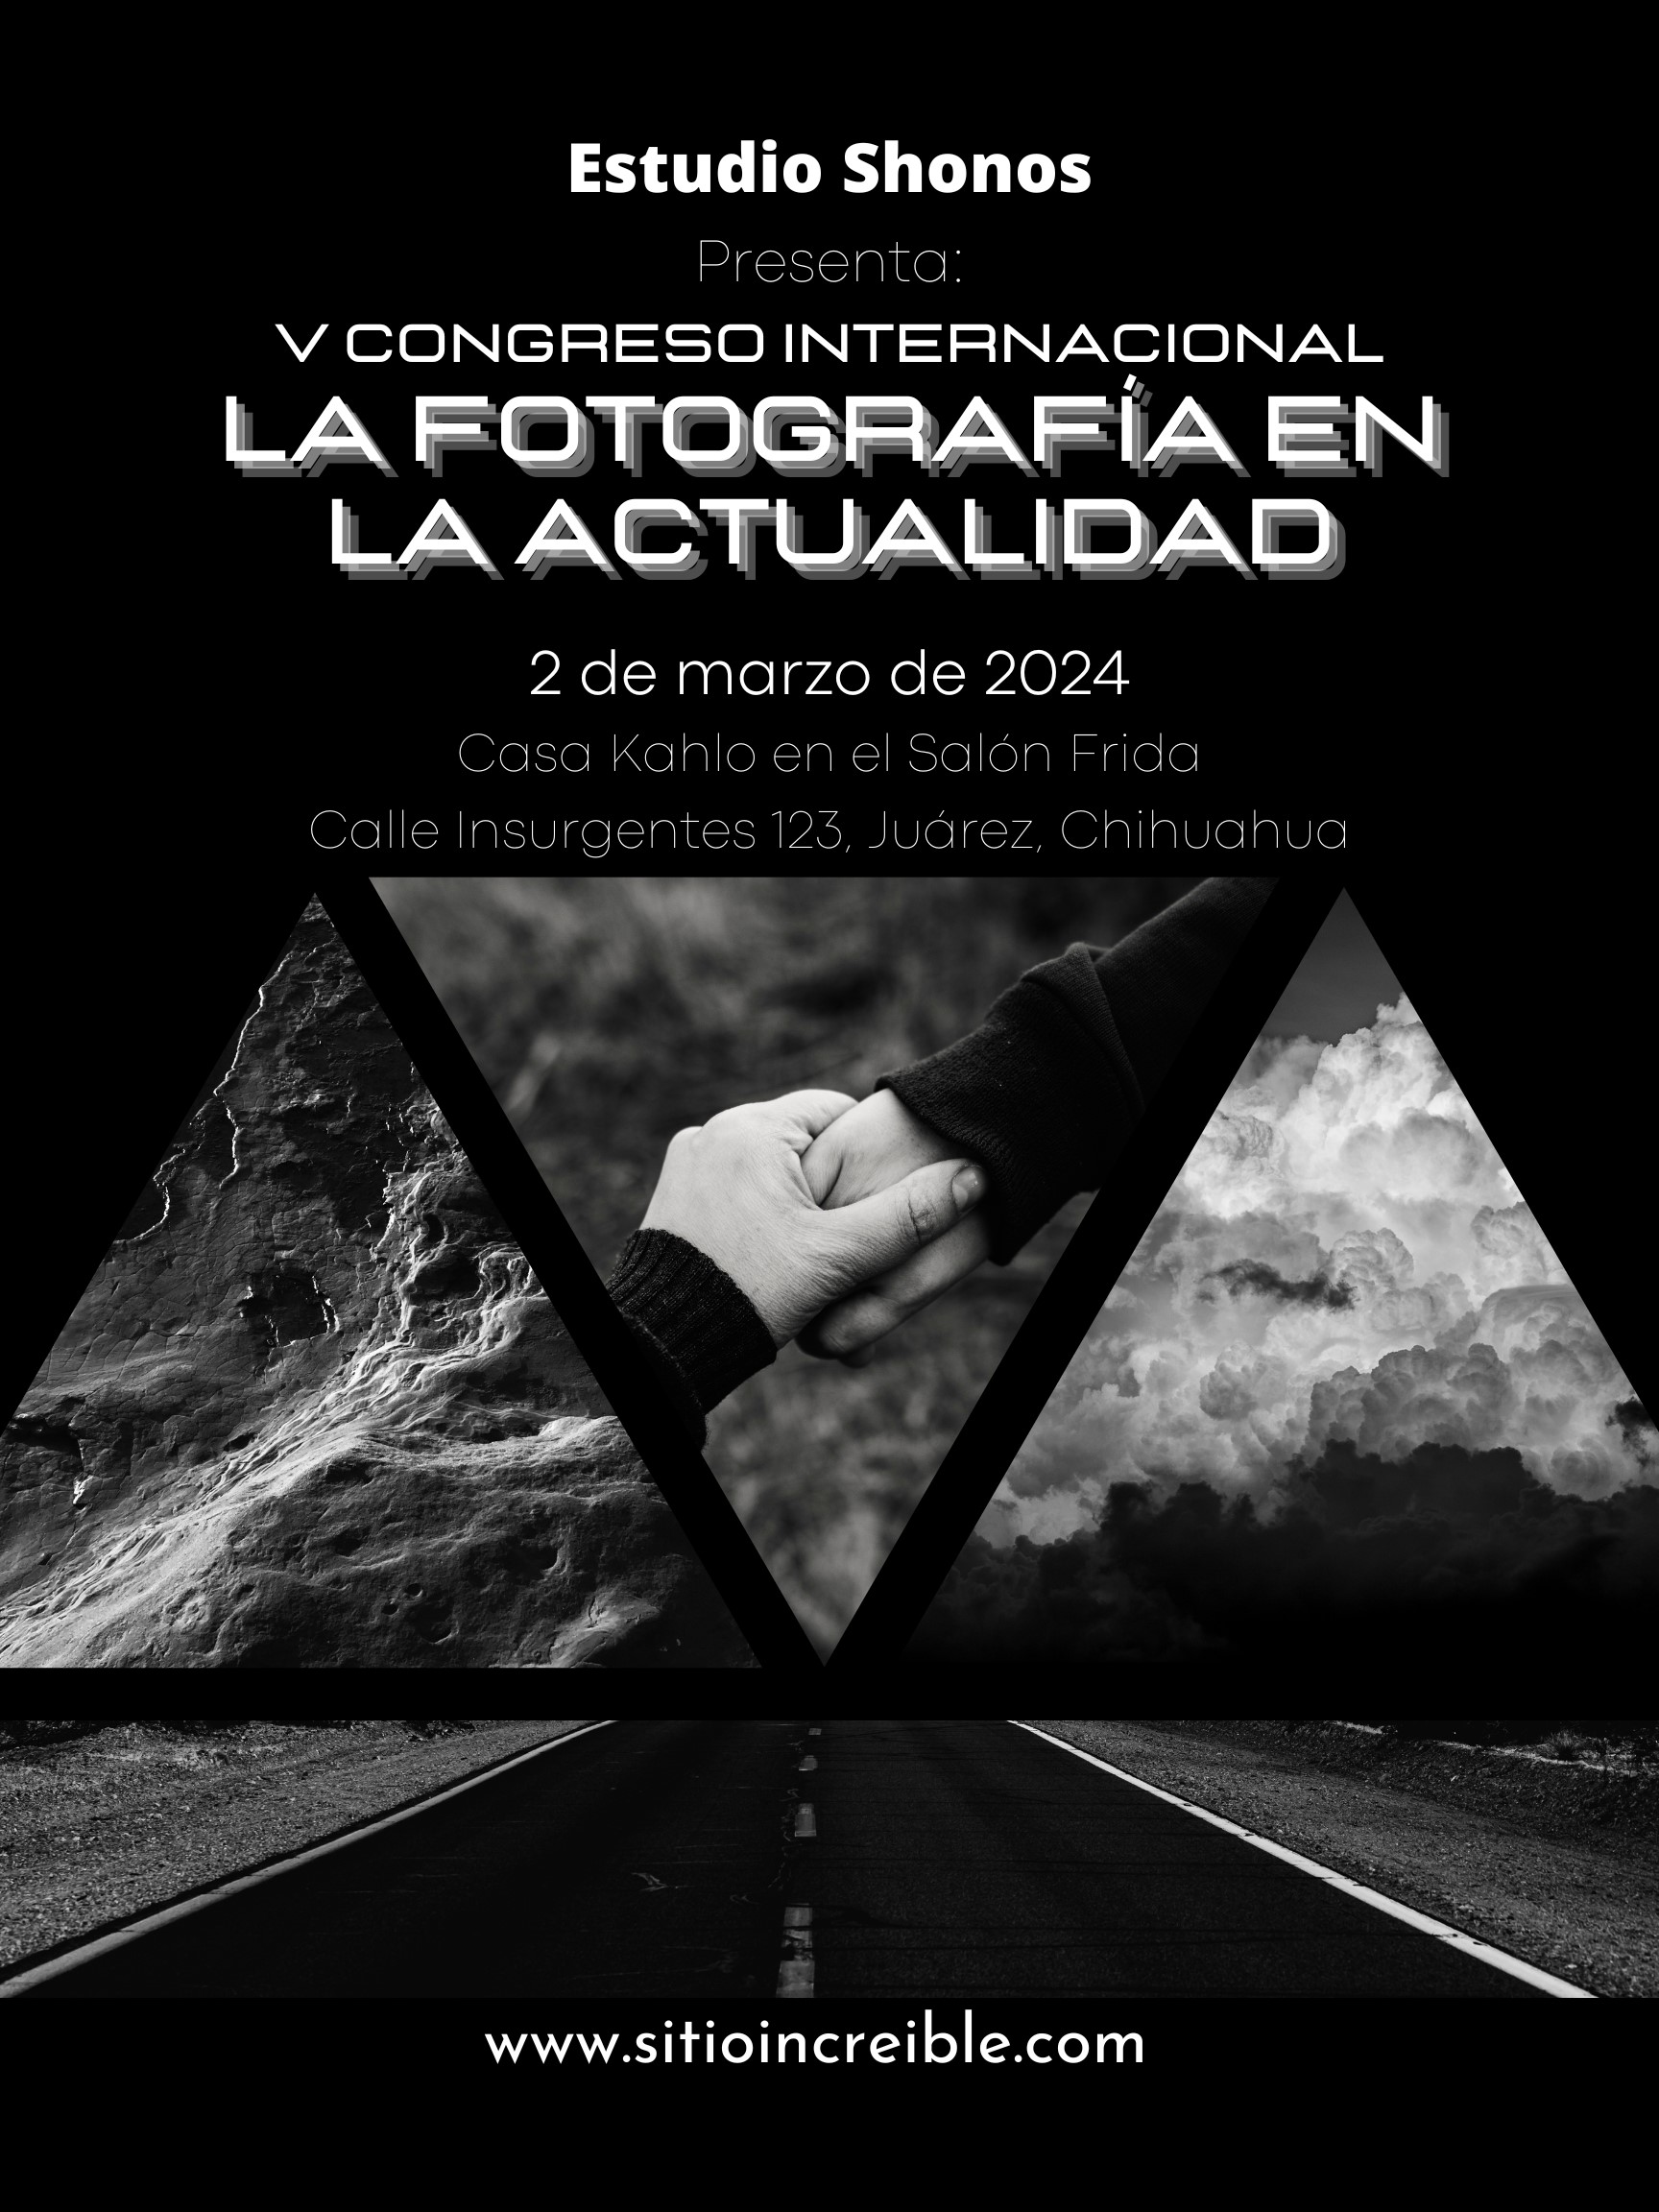 Estudio Shonos
Presenta:
V CONGRESO INTERNACIONAL
LA FOTOGRAFÍA EN
LA ACTUALIDAD
2 de marzo de 2024
Casa Kahlo en el Salón Frida
Calle Insurgentes 123, Juárez, Chihuahua
www.sitioincreible.com